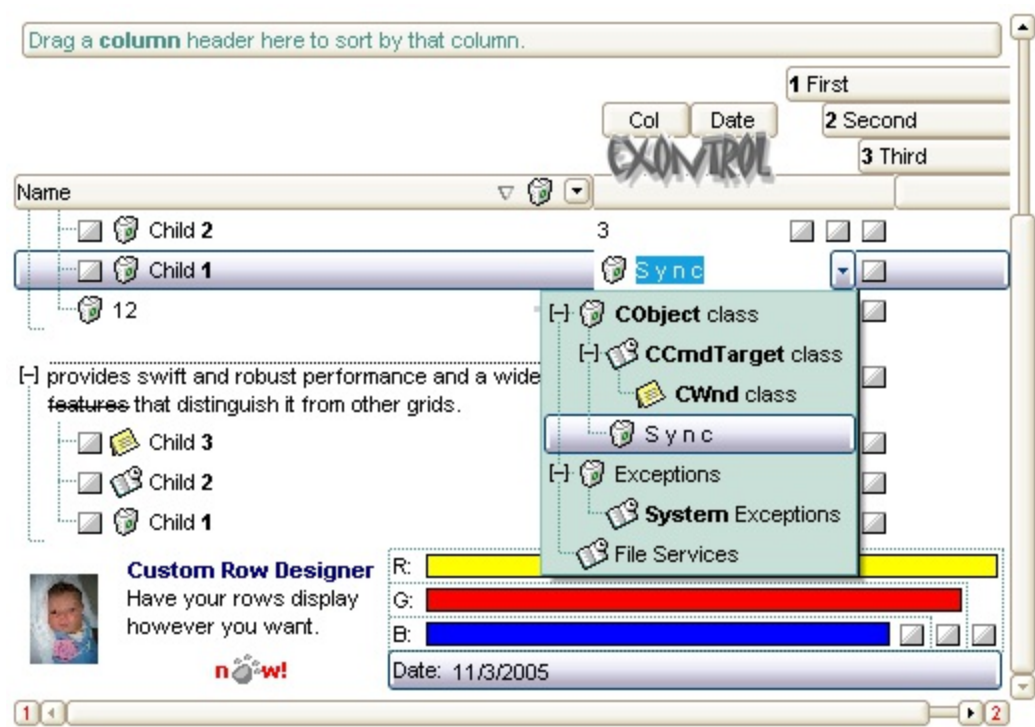 Drag a column header here to sort by that column.
1 First
Col Date 2 Second
EXONTROL
3 Third
Name
Child 2 3
Child 1 Sync
12
CObject class
CCmdTarget class
CWnd class
Sync
Exceptions
System Exceptions
File Services
provides swift and robust performance and a wide
features that distinguish it from other grids.
Child 3
Child 2
Child 1
Custom Row Designer
Have your rows display
however you want.
now!
R:
G:
B:
Date: 11/3/2005
1 2